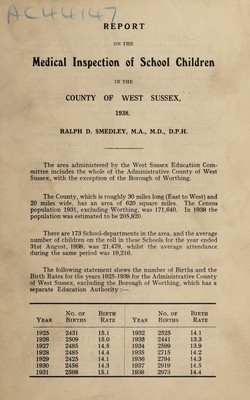 AC44147
REPORT
ON THE
Medical Inspection of School Children
IN THE
COUNTY OF WEST SUSSEX,
1938.
RALPH D. SMEDLEY, M.A., M.D., D.P.H.
The area administered by the West Sussex Education Com-
mittee includes the whole of the Administrative County of West
Sussex, with the exception of the Borough of Worthing.
The County, which is roughly 30 miles long (East to West) and
20 miles wide, has an area of 620 square miles. The Census
population 1931, excluding Worthing, was 171,640. In 1938 the
population was estimated to be 205,820.
There are 173 School-departments in the area, and the average
number of children on the roll in these Schools for the year ended
31st August, 1938, was 21,479, whilst the average attendance
during the same period was 19,216.
The following statement shews the number of Births and the
Birth Rates for the years 1925-1938 for the Administrative County
of West Sussex, excluding the Borough of Worthing, which has a
separate Education Authority :—
YEAR NO. OF BIRTHS BIRTH RATE YEAR NO. OF BIRTHS BIRTH RATE
1925 2431 15.1 1932 2525 14.1
1926 2309 15.0 1933 2441 13.3
1927 2485 14.5 1934 2599 13.9
1928 2485 14.4 1935 2715 14.2
1929 2425 14.1 1936 2794 14.3
1930 2456 14.3 1937 2919 14.5
1931 2598 15.1 1938 2973 14.4